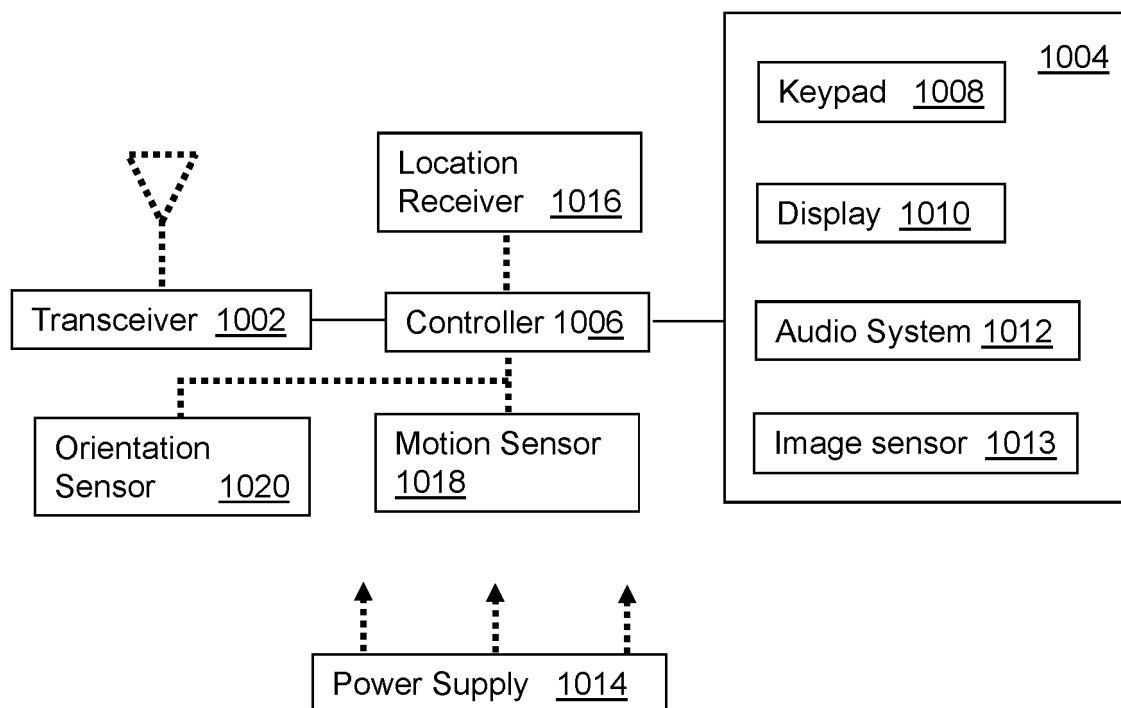 1004
Keypad 1008
Location
Receiver 1016
Display 1010
Transceiver 1002
Controller 1006
Audio System 1012
Orientation
Sensor 1020
Motion Sensor
1018
Image sensor 1013
Power Supply 1014